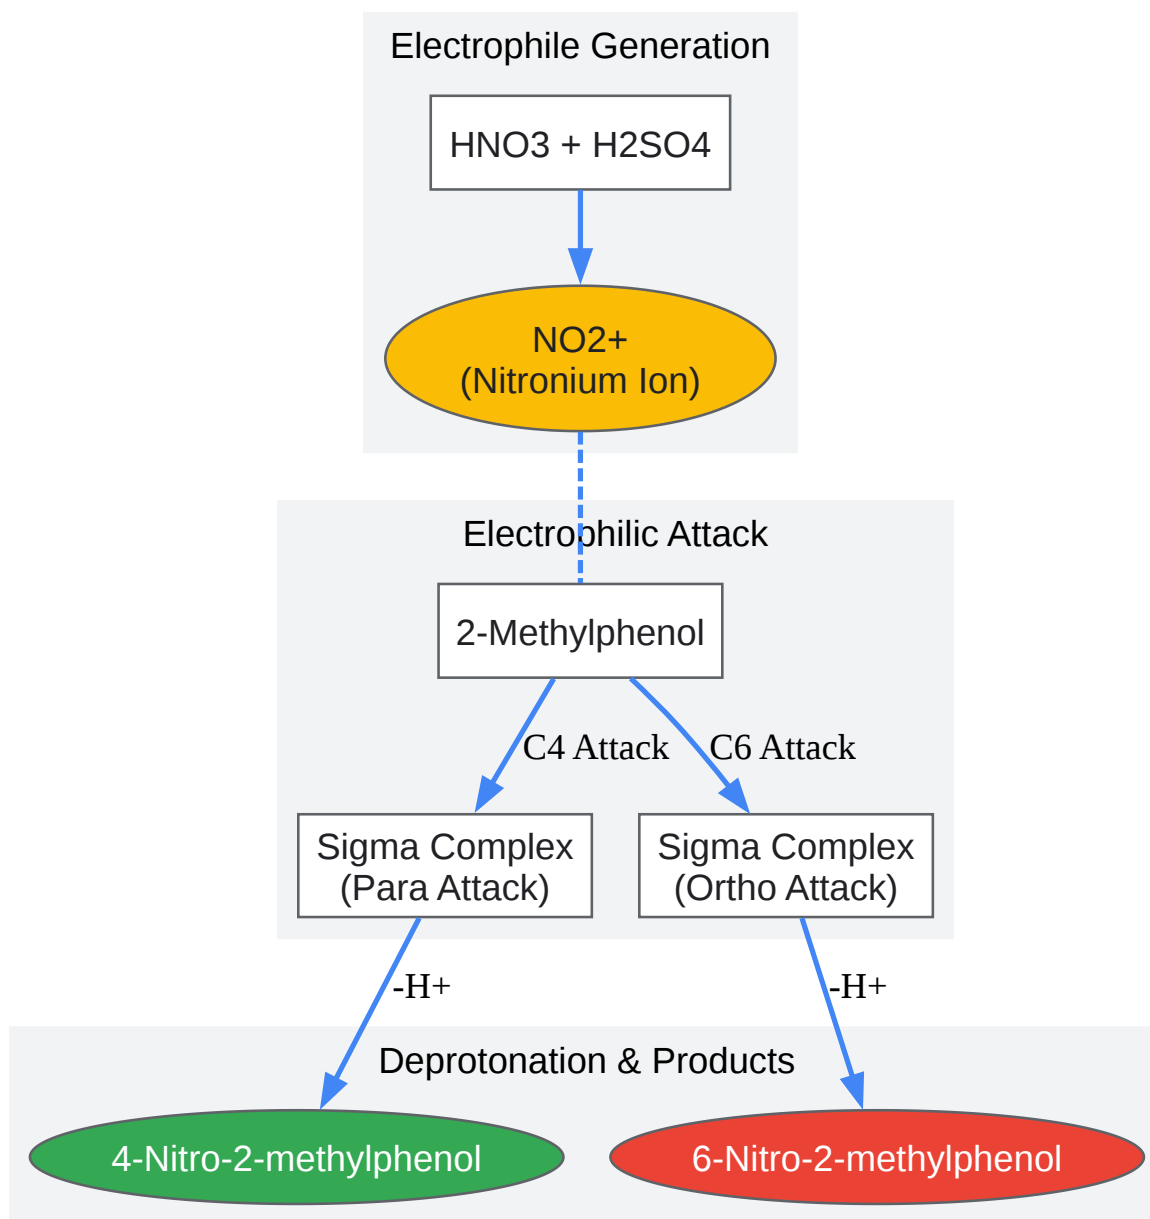 Electrophile Generation
HNO3 + H2SO4
NO2+
(Nitronium Ion)
Electrophilic Attack
2-Methylphenol
C4 Attack
C6 Attack
Sigma Complex
(Para Attack)
Sigma Complex
(Ortho Attack)
-H+
-H+
Deprotonation & Products
4-Nitro-2-methylphenol
6-Nitro-2-methylphenol